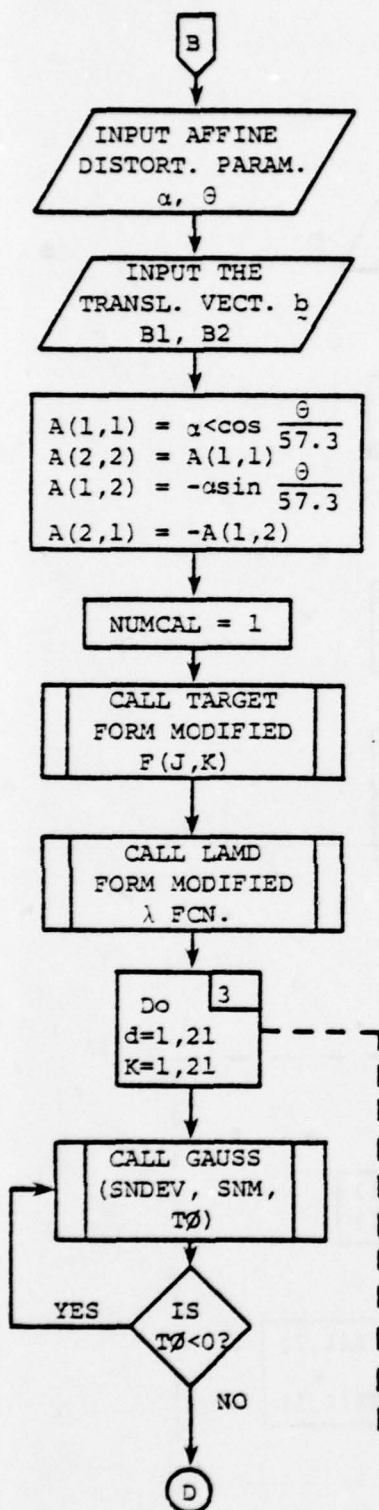 B
INPUT AFFINE
DISTORT. PARAM.
α, θ
INPUT THE
TRANSL. VECT. b
B1, B2
A(1,1) = α<cos θ/57.3
A(2,2) = A(1,1)
A(1,2) = -αsin θ/57.3
A(2,1) = -A(1,2)
NUMCAL = 1
CALL TARGET
FORM MODIFIED
F(J,K)
CALL LAMD
FORM MODIFIED
λ FCN.
Do 3
d=1,21
K=1,21
CALL GAUSS
(SNDEV, SNM,
TØ)
YES
IS
TØ<0?
NO
D